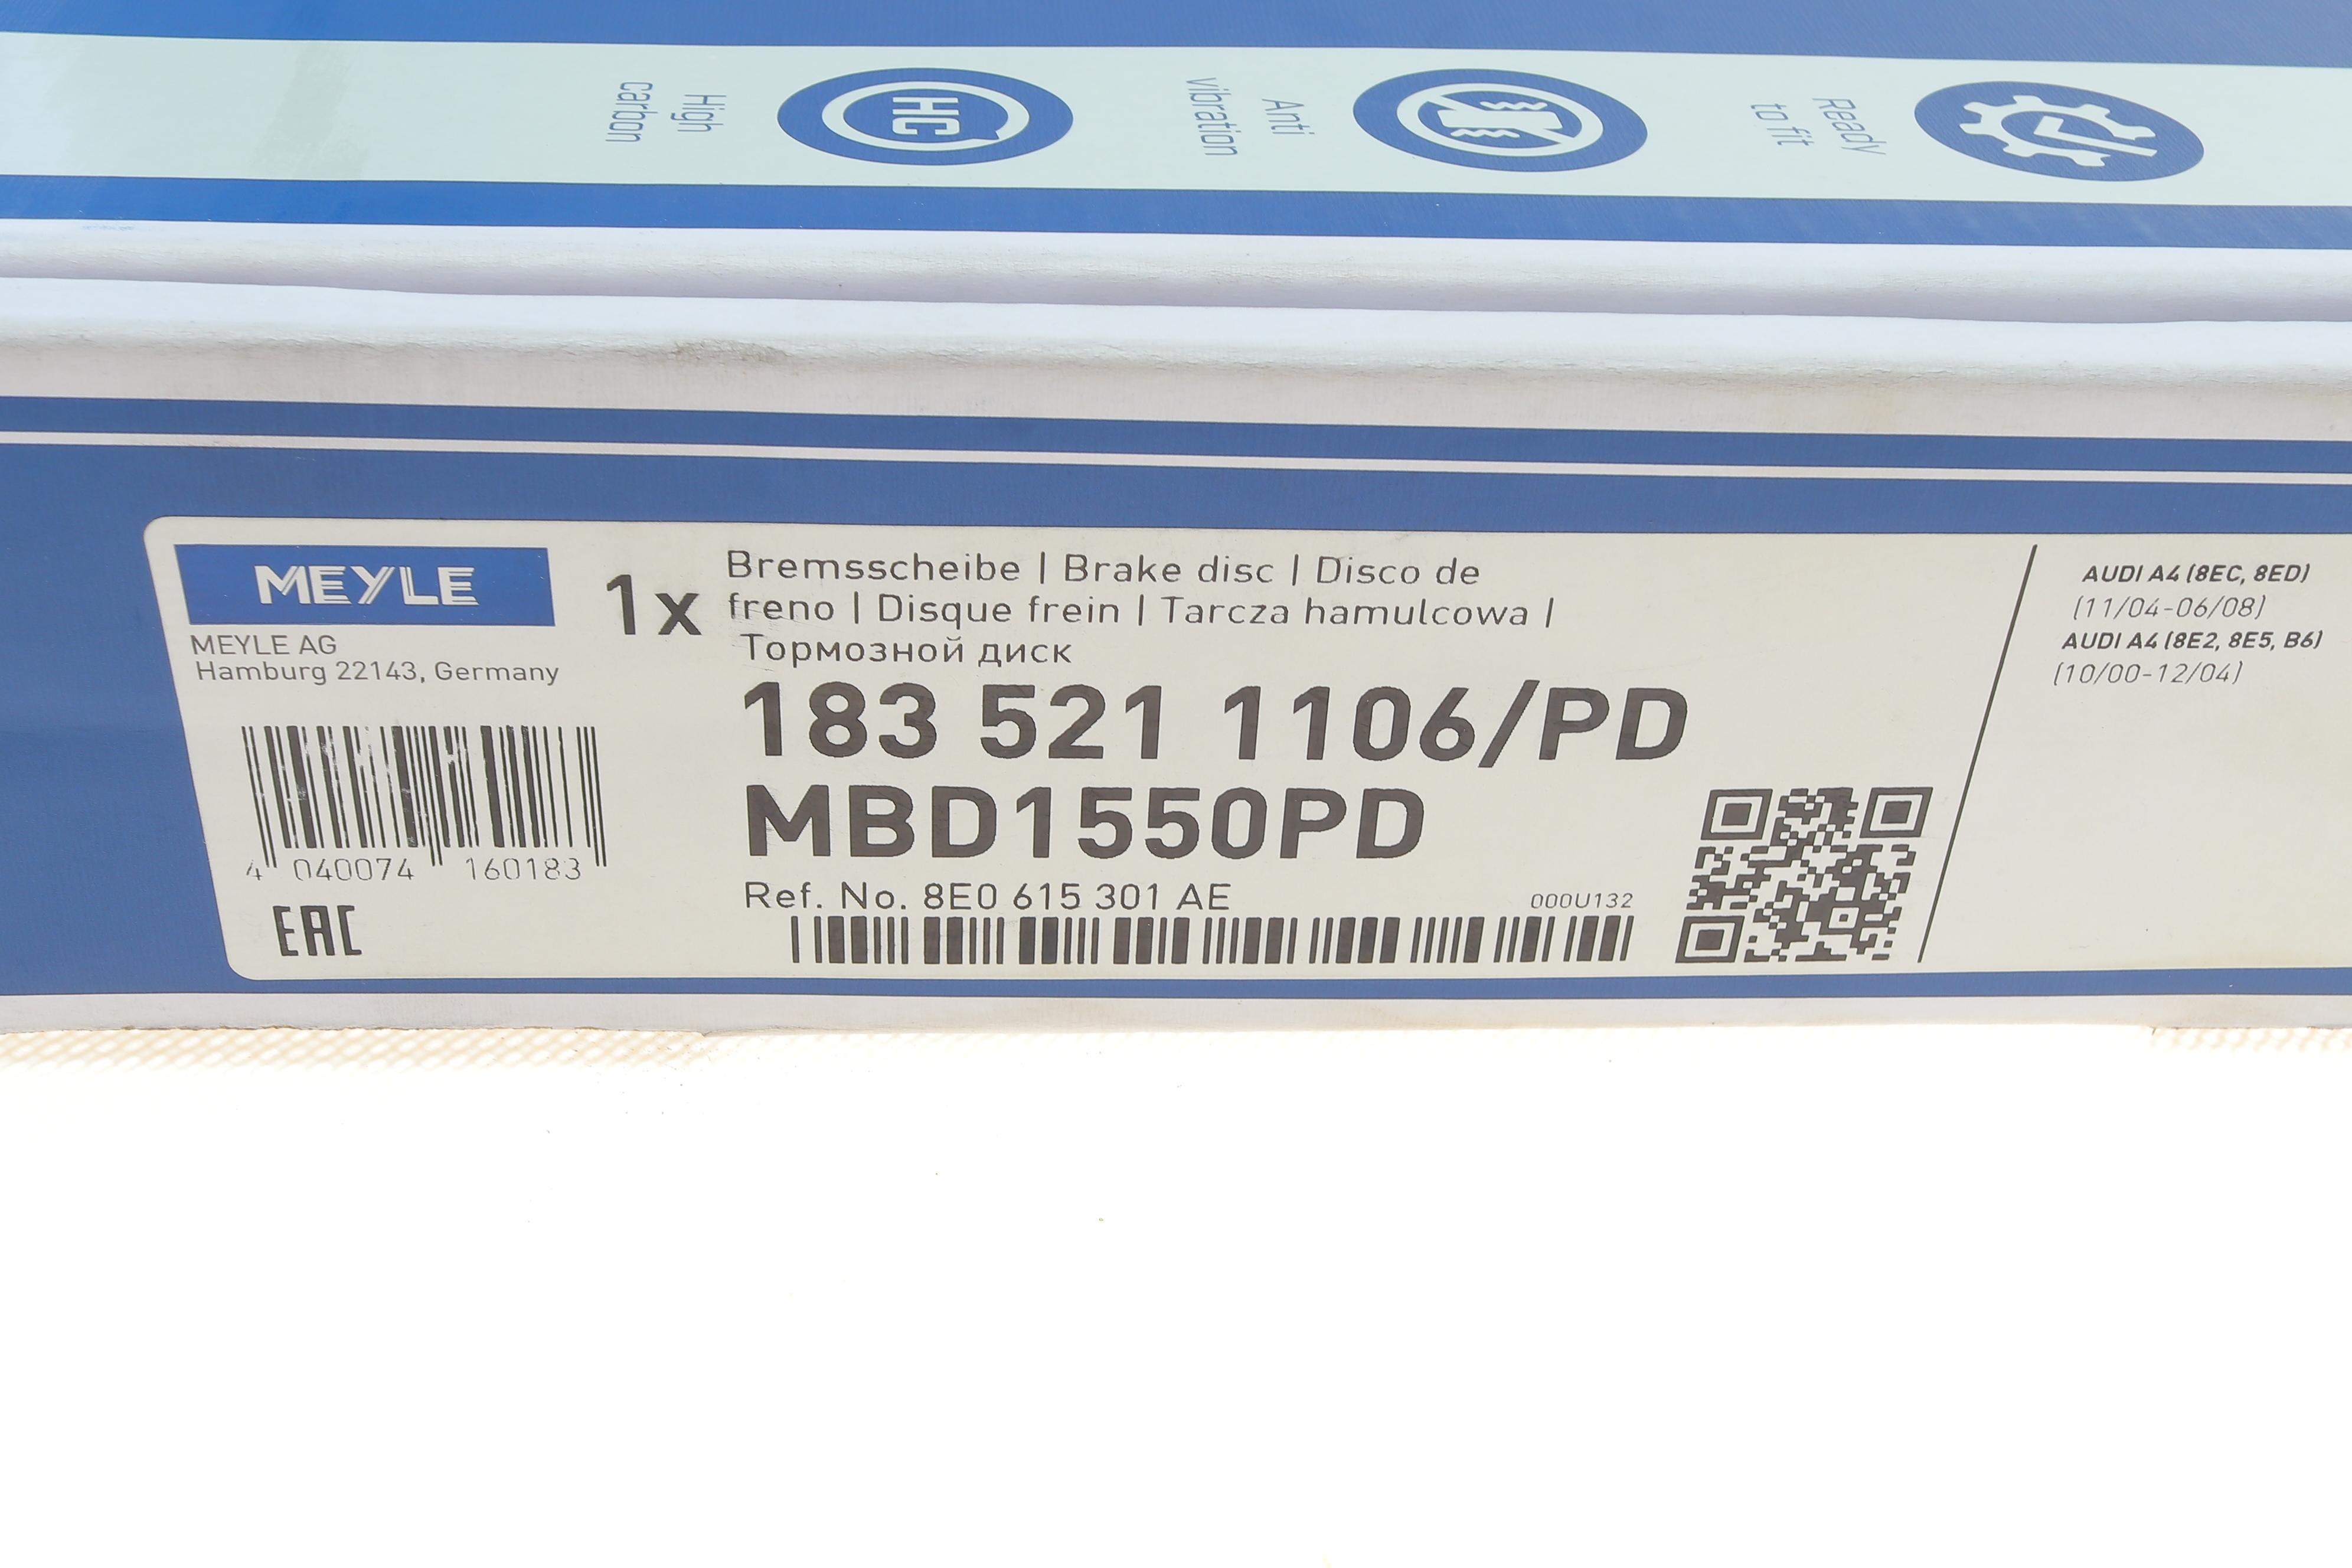 High
carbon
HC
Anti
vibration
Ready
to fit
MEYLE
MEYLE AG
Hamburg 22143, Germany
4 040074 160183
EAC
1x
Bremsscheibe | Brake disc | Disco de
freno | Disque frein | Tarcza hamulcowa |
Тормозной диск
183 521 1106/PD
MBD1550PD
Ref. No. 8E0 615 301 AE
000U132
AUDI A4 (8EC, 8ED)
(11/04-06/08)
AUDI A4 (8E2, 8E5, B6)
(10/00-12/04)